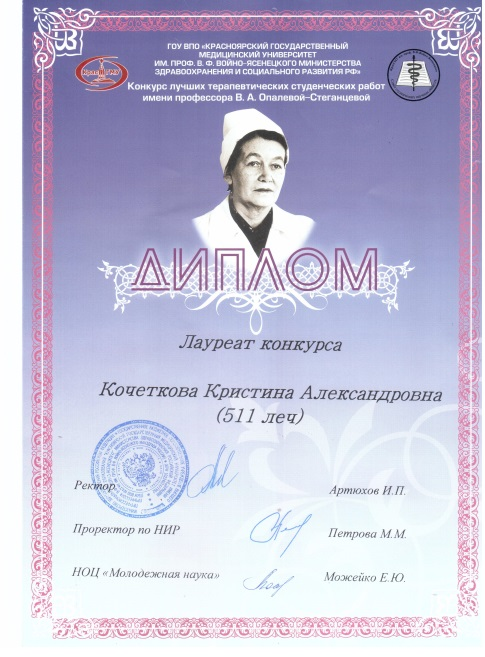 ГОУ ВПО «КРАСНОЯРСКИЙ ГОСУДАРСТВЕННЫЙ
МЕДИЦИНСКИЙ УНИВЕРСИТЕТ
ИМ. ПРОФ. В. Ф. ВОЙНО-ЯСЕНЕЦКОГО МИНИСТЕРСТВА
ЗДРАВООХРАНЕНИЯ И СОЦИАЛЬНОГО РАЗВИТИЯ РФ»
КрасГМУ
Конкурс лучших терапевтических студенческих работ
имени профессора В. А. Опалевой–Стеганцевой
ДИПЛОМ
Лауреат конкурса
Кочеткова Кристина Александровна
(511 леч)
Ректор Артюхов И.П.
Проректор по НИР Петрова М.М.
НОЦ «Молодежная наука» Можейко Е.Ю.